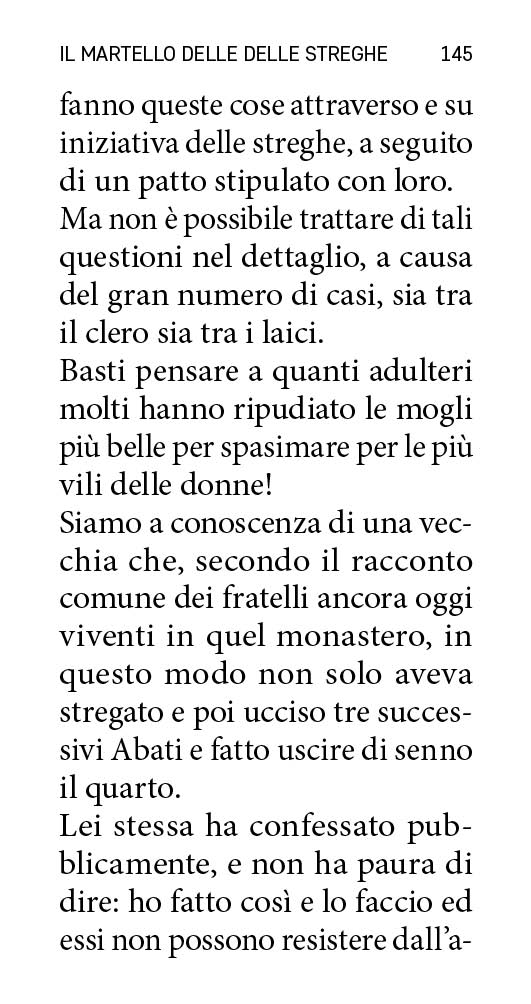 IL MARTELLO DELLE DELLE STREGHE 145
fanno queste cose attraverso e su
iniziativa delle streghe, a seguito
di un patto stipulato con loro.
Ma non è possibile trattare di tali
questioni nel dettaglio, a causa
del gran numero di casi, sia tra
il clero sia tra i laici.
Basti pensare a quanti adulteri
molti hanno ripudiato le mogli
più belle per spasimare per le più
vili delle donne!
Siamo a conoscenza di una vec-
chia che, secondo il racconto
comune dei fratelli ancora oggi
viventi in quel monastero, in
questo modo non solo aveva
stregato e poi ucciso tre succes-
sivi Abati e fatto uscire di senno
il quarto.
Lei stessa ha confessato pub-
blicamente, e non ha paura di
dire: ho fatto così e lo faccio ed
essi non possono resistere dall’a-